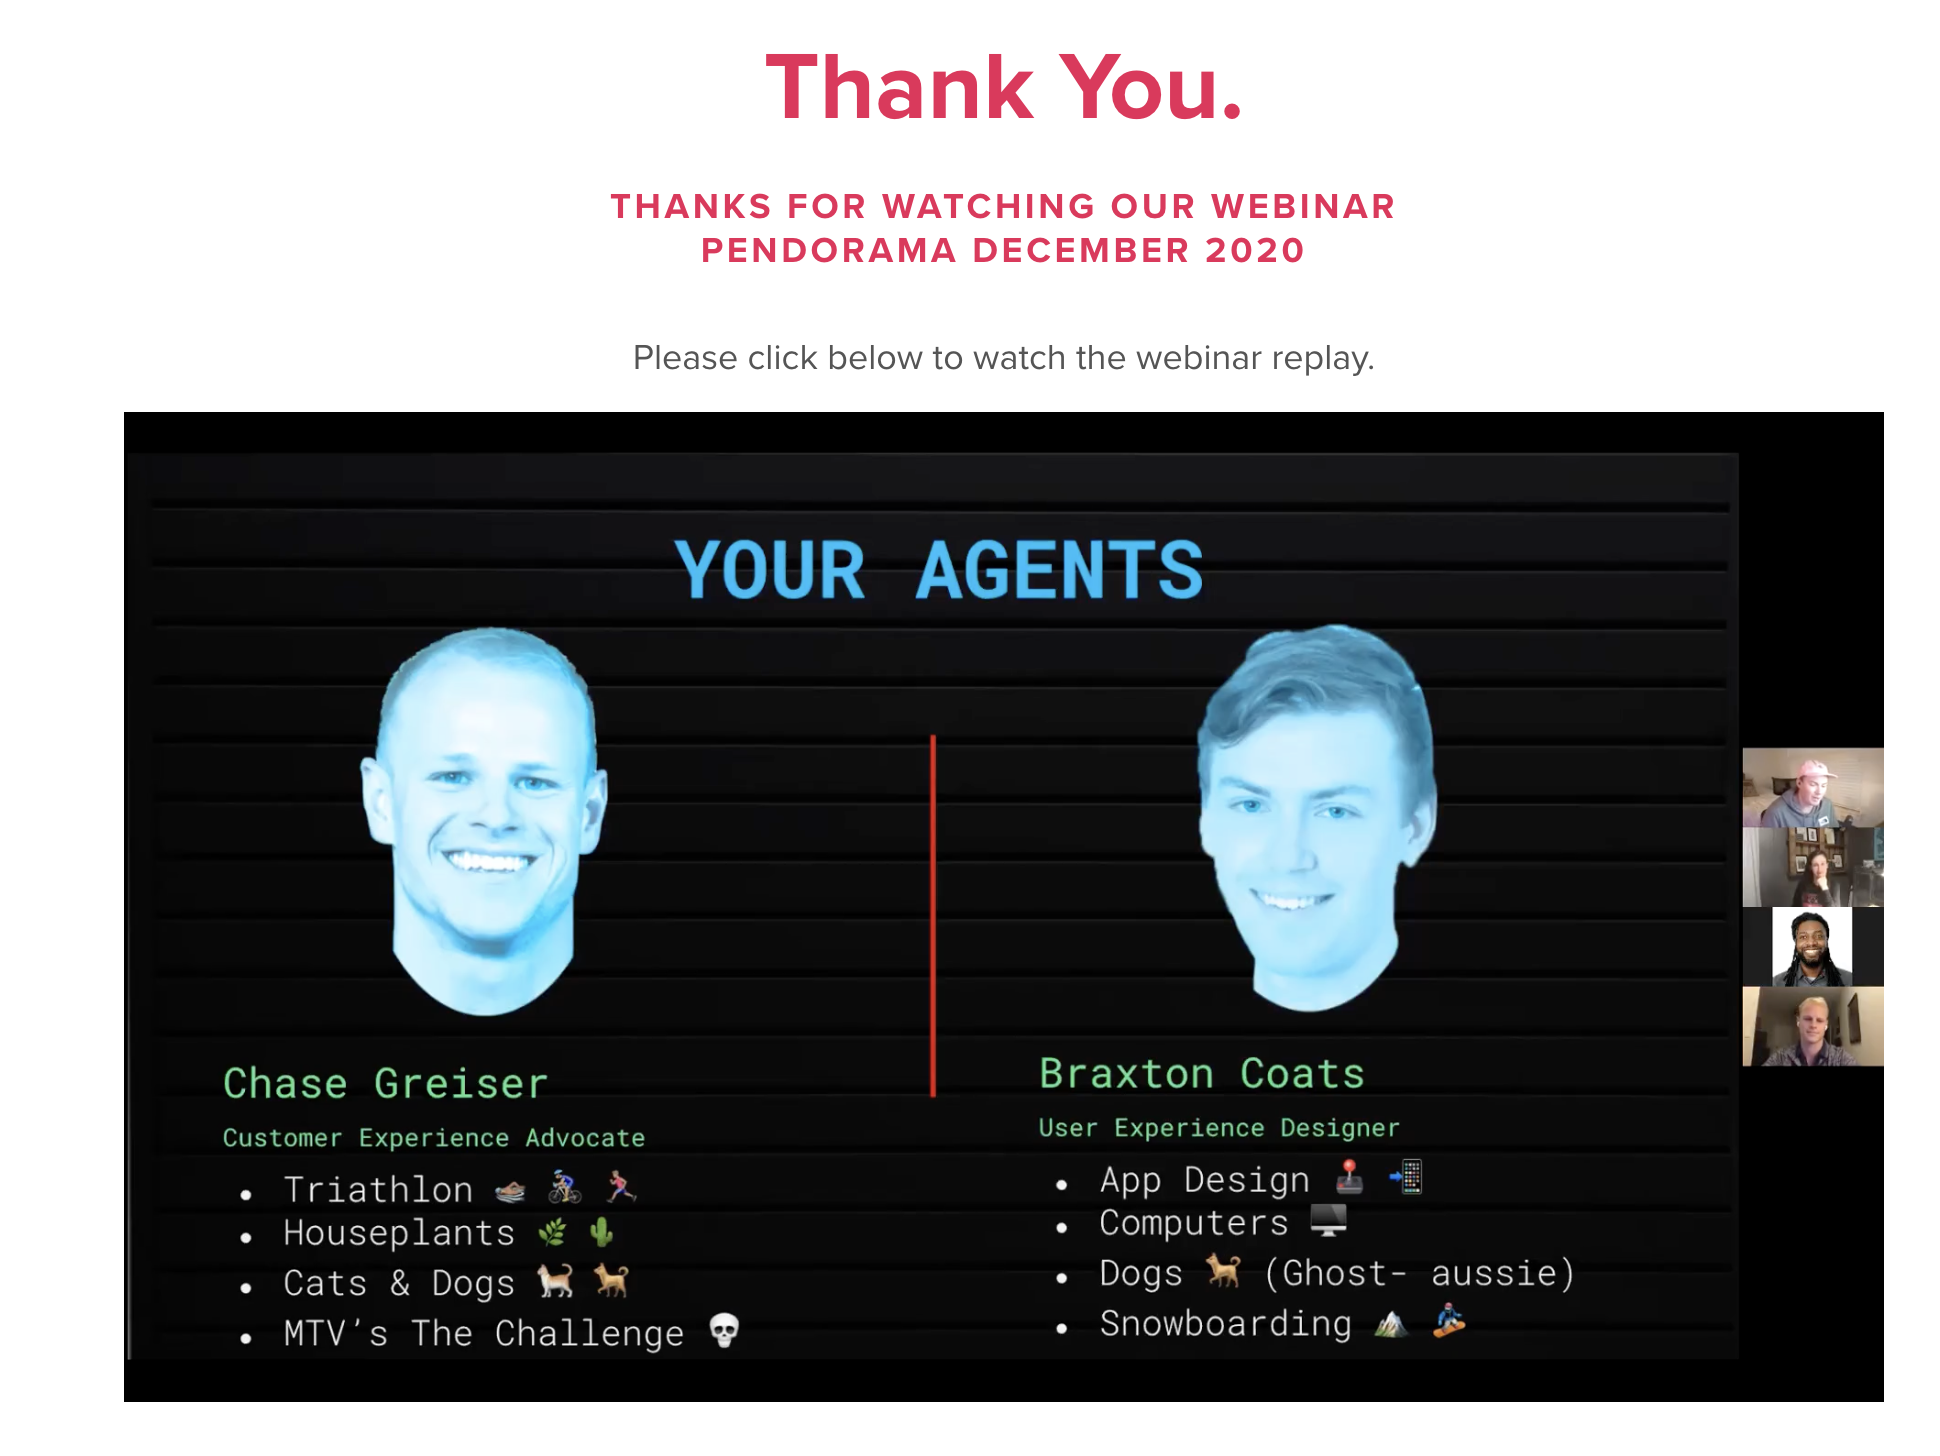 Thank You.
THANKS FOR WATCHING OUR WEBINAR
PENDORAMA DECEMBER 2020
Please click below to watch the webinar replay.
YOUR AGENTS
Chase Greiser
Customer Experience Advocate
• Triathlon 🏊 🚴 🏃
• Houseplants 🌿 🌵
• Cats & Dogs 🐈 🐕
• MTV's The Challenge 💀
Braxton Coats
User Experience Designer
• App Design 🕹️ 📲
• Computers 🖥️
• Dogs 🐕 (Ghost- aussie)
• Snowboarding 🏔️ 🏂